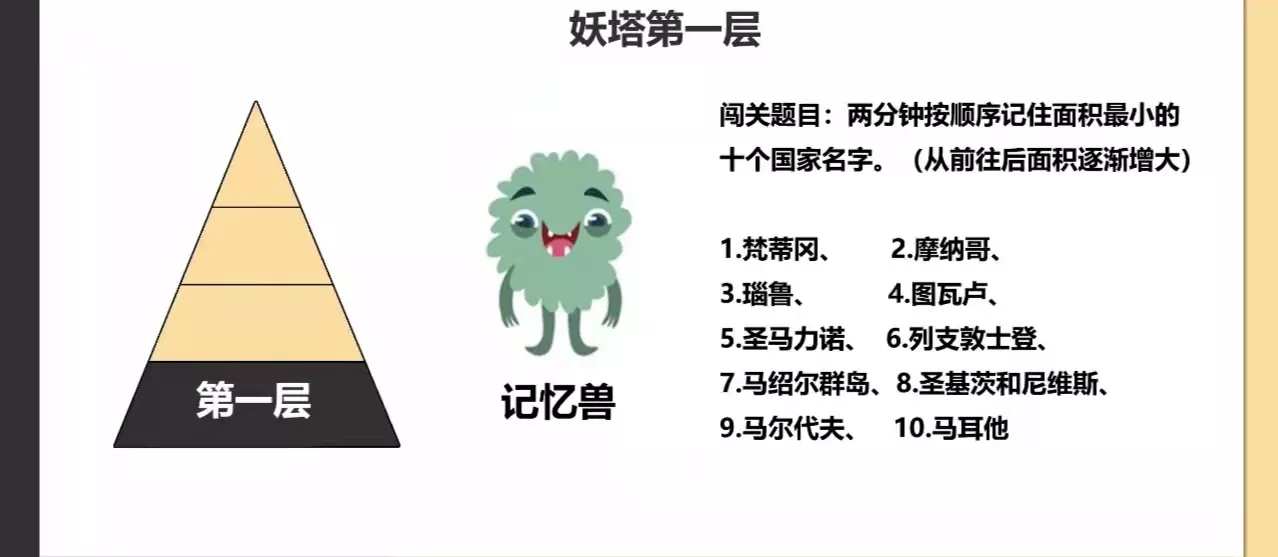 妖塔第一层
闯关题目：两分钟按顺序记住面积最小的
十个国家名字。（从前往后面积逐渐增大）
1.梵蒂冈、 2.摩纳哥、
3.瑙鲁、 4.图瓦卢、
5.圣马力诺、 6.列支敦士登、
7.马绍尔群岛、8.圣基茨和尼维斯、
9.马尔代夫、 10.马耳他
第一层
记忆兽